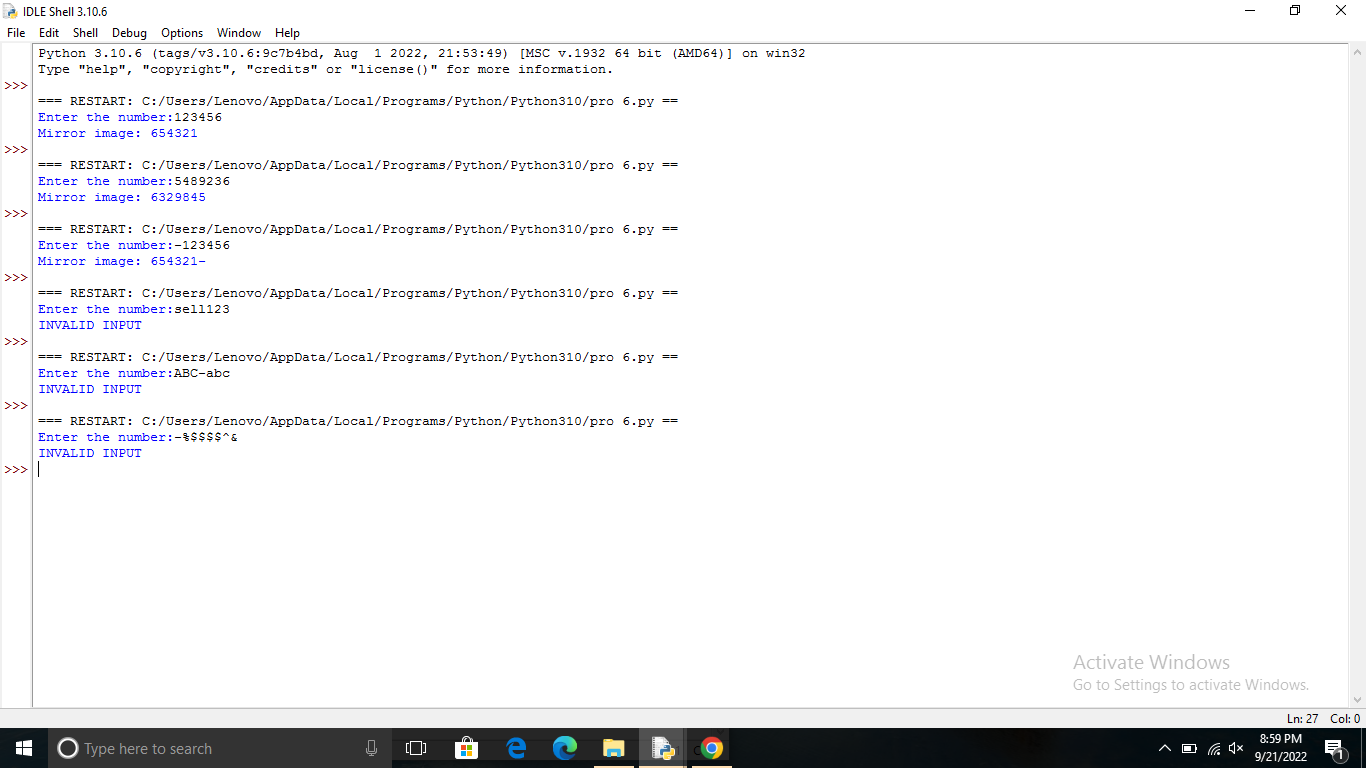 IDLE Shell 3.10.6
File Edit Shell Debug Options Window Help
Python 3.10.6 (tags/v3.10.6:9c7b4bd, Aug  1 2022, 21:53:49) [MSC v.1932 64 bit (AMD64)] on win32
Type "help", "copyright", "credits" or "license()" for more information.
>>>
=== RESTART: C:/Users/Lenovo/AppData/Local/Programs/Python/Python310/pro 6.py ==
Enter the number:123456
Mirror image: 654321
>>>
=== RESTART: C:/Users/Lenovo/AppData/Local/Programs/Python/Python310/pro 6.py ==
Enter the number:5489236
Mirror image: 6329845
>>>
=== RESTART: C:/Users/Lenovo/AppData/Local/Programs/Python/Python310/pro 6.py ==
Enter the number:-123456
Mirror image: 654321-
>>>
=== RESTART: C:/Users/Lenovo/AppData/Local/Programs/Python/Python310/pro 6.py ==
Enter the number:sell123
INVALID INPUT
>>>
=== RESTART: C:/Users/Lenovo/AppData/Local/Programs/Python/Python310/pro 6.py ==
Enter the number:ABC-abc
INVALID INPUT
>>>
=== RESTART: C:/Users/Lenovo/AppData/Local/Programs/Python/Python310/pro 6.py ==
Enter the number:-%$$$$^&
INVALID INPUT
>>>
Activate Windows
Go to Settings to activate Windows.
Ln: 27 Col: 0
Type here to search
8:59 PM
9/21/2022
1